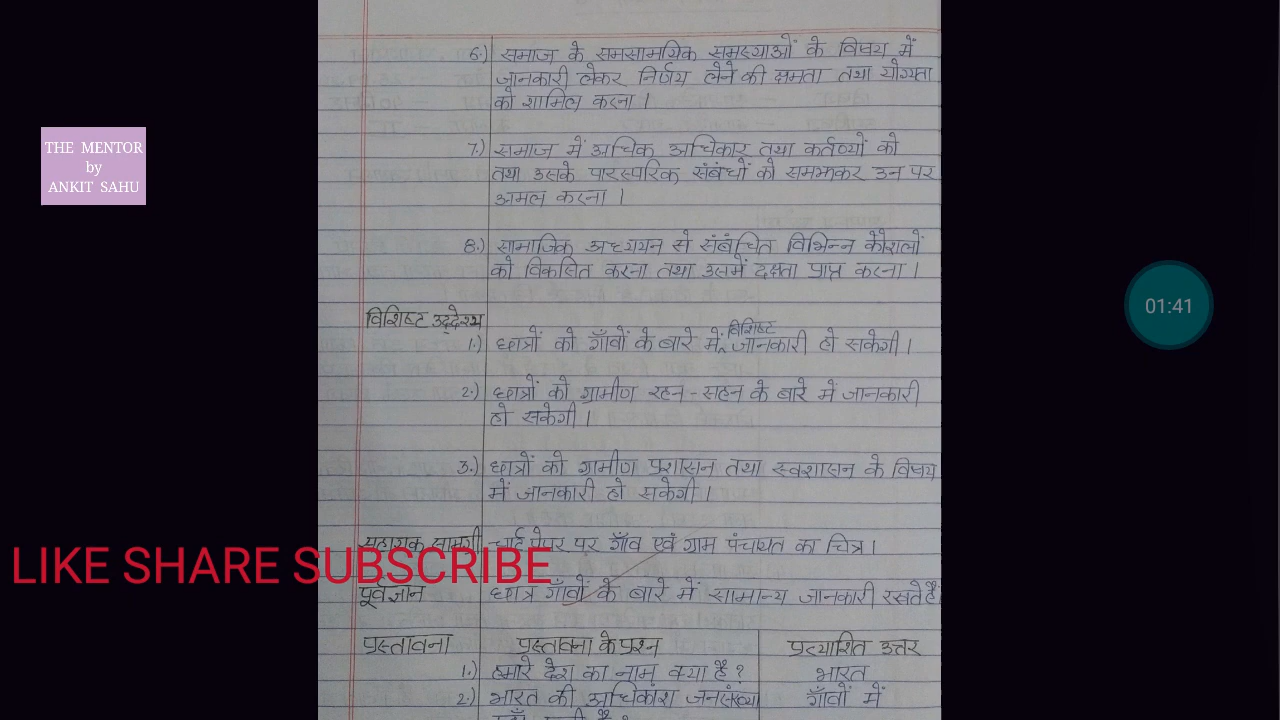 THE MENTOR
by
ANKIT SAHU
6.) समाज के समसामयिक समस्याओं के विषय में
जानकारी लेकर निर्णय लेने की क्षमता तथा योग्यता
को शामिल करना ।
7.) समाज में अधिक अधिकार तथा कर्तव्यों को
तथा उसके पारस्परिक संबंधों को समझकर उन पर
अमल करना ।
8.) सामाजिक अध्ययन से संबंधित विभिन्न कौशलों
को विकसित करना तथा उसमें दक्षता प्राप्त करना ।
01:41
विशिष्ट उद्देश्य
1.) छात्रों को गाँवों के बारे में विशिष्ट जानकारी हो सकेगी ।
2.) छात्रों को ग्रामीण रहन-सहन के बारे में जानकारी
हो सकेगी ।
3.) छात्रों को ग्रामीण प्रशासन तथा स्वशासन के विषय
में जानकारी हो सकेगी ।
सहायक सामग्री चार्ट पेपर पर गाँव एवं ग्राम पंचायत का चित्र ।
LIKE SHARE SUBSCRIBE
पूर्वज्ञान छात्र गाँवों के बारे में सामान्य जानकारी रखते हैं
प्रस्तावना प्रस्तावना के प्रश्न प्रत्याशित उत्तर
1.) हमारे देश का नाम क्या है ? भारत
2) भारत की अधिकांश जनसंख्या गाँवों में